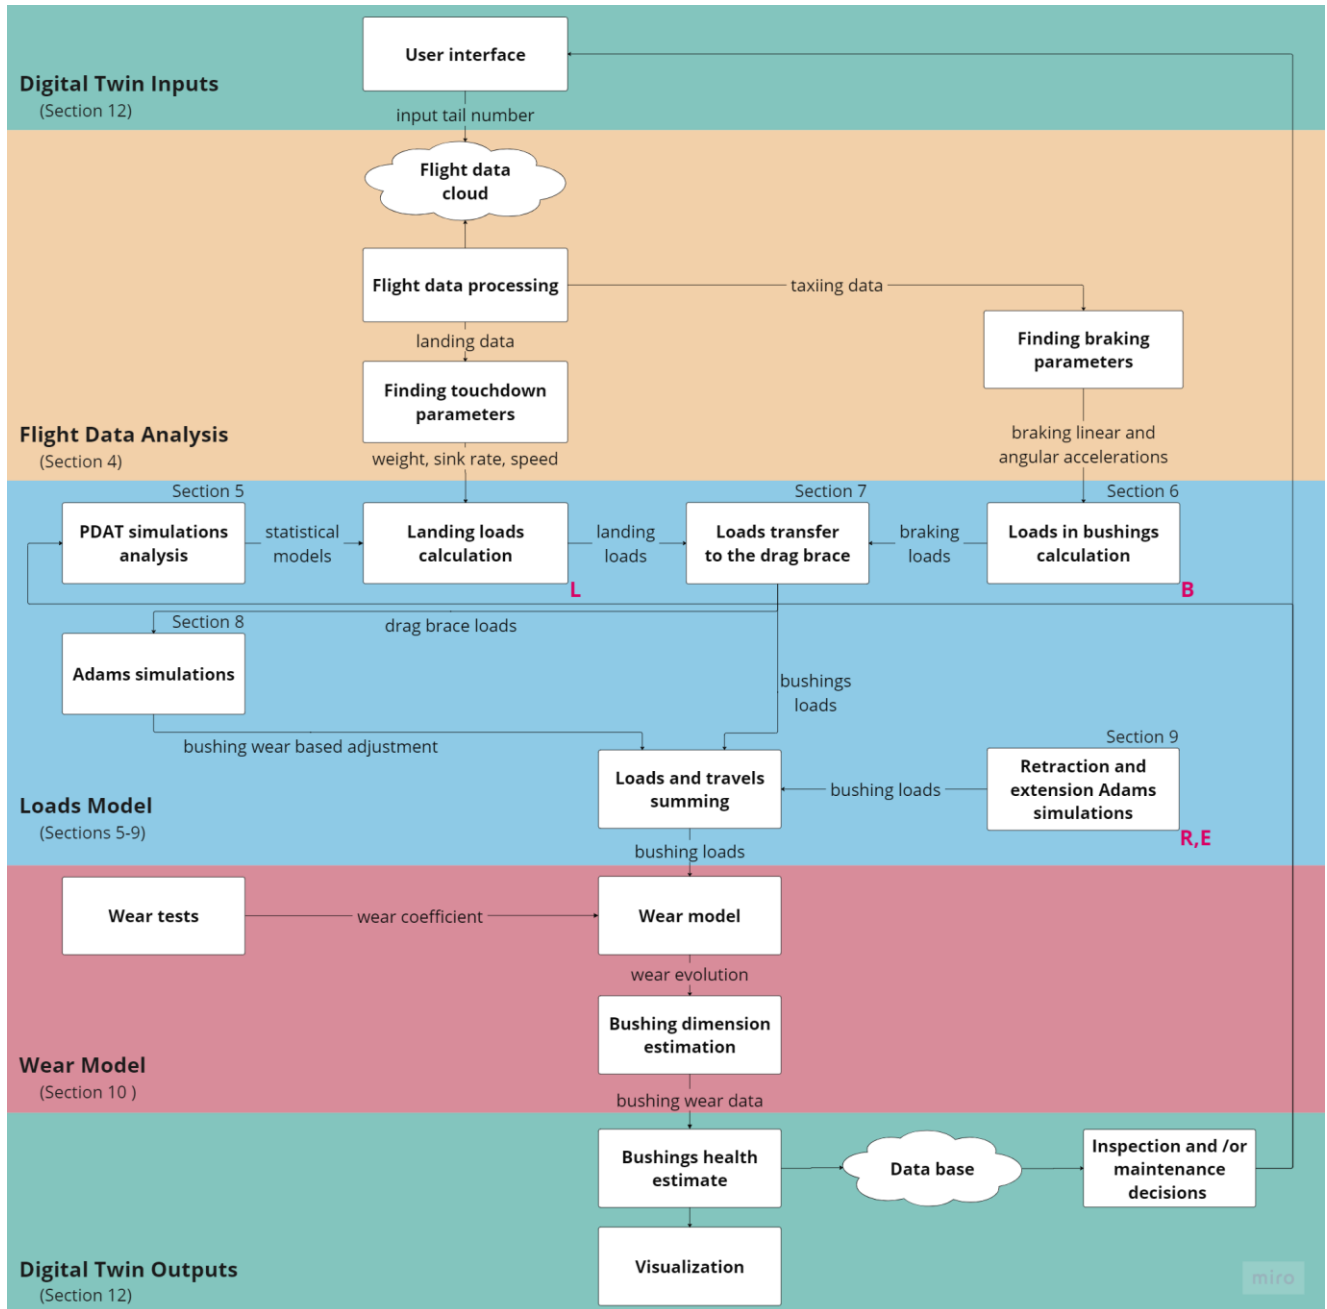 User interface
Digital Twin Inputs
(Section 12)
input tail number
Flight data
cloud
Flight data processing
taxiing data
landing data
Finding braking
parameters
Finding touchdown
parameters
Flight Data Analysis
(Section 4)
braking linear and
angular accelerations
weight, sink rate, speed
Section 5
Section 7
Section 6
PDAT simulations
analysis
statistical
models
Landing loads
calculation
landing
loads
Loads transfer
to the drag brace
braking
loads
Loads in bushings
calculation
L
B
Section 8
drag brace loads
Adams simulations
bushings
loads
bushing wear based adjustment
Section 9
Loads and travels
summing
bushing loads
Retraction and
extension Adams
simulations
Loads Model
(Sections 5-9)
R,E
bushing loads
Wear tests
wear coefficient
Wear model
wear evolution
Bushing dimension
estimation
Wear Model
(Section 10 )
bushing wear data
Bushings health
estimate
Data base
Inspection and /or
maintenance
decisions
Visualization
Digital Twin Outputs
(Section 12)
miro